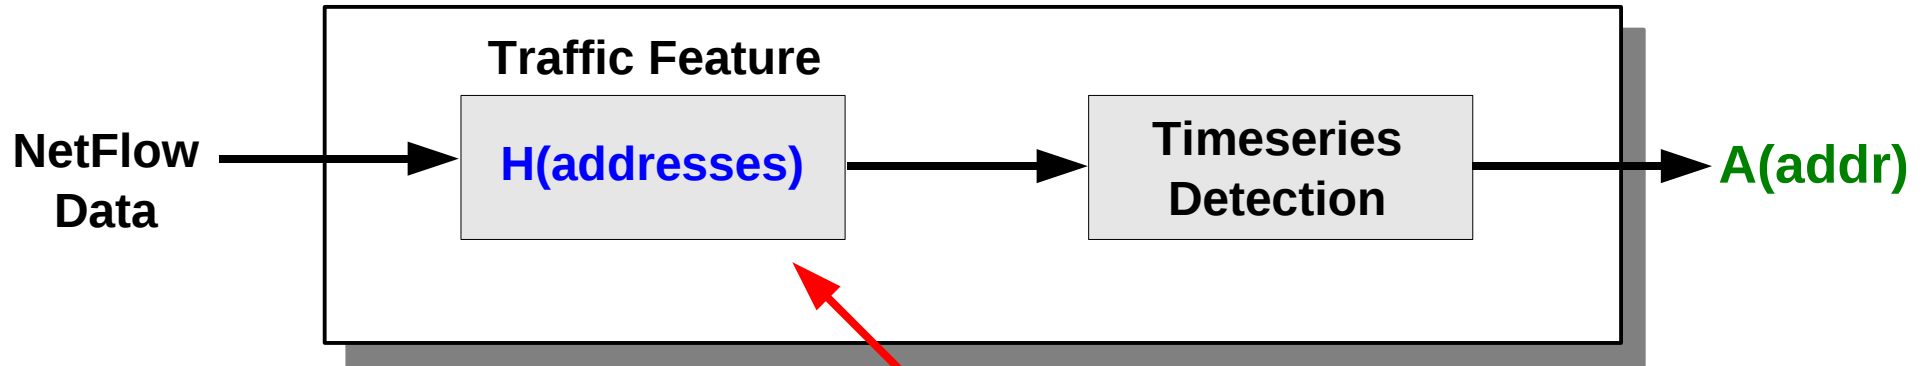 Traffic Feature
NetFlow
Data
H(addresses)
Timeseries
Detection
A(addr)